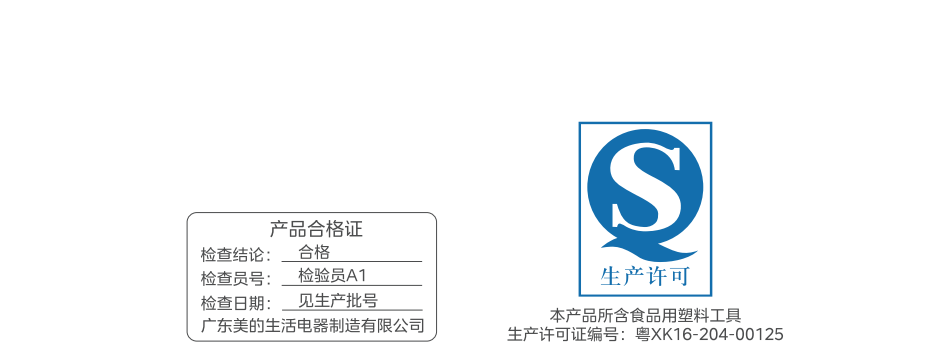 产品合格证
检查结论：合格
检查员号：检验员A1
检查日期：见生产批号
广东美的生活电器制造有限公司
QS
生产许可
本产品所含食品用塑料工具
生产许可证编号：粤XK16-204-00125